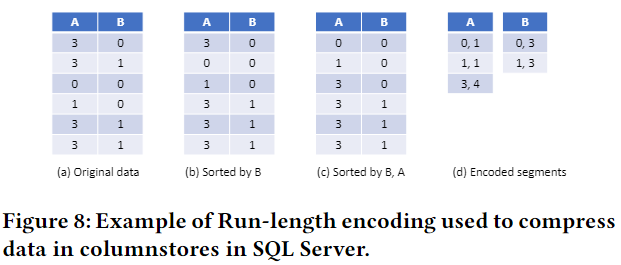 A B A B A B A B
3 0 3 0 0 0 0, 1 0, 3
3 1 0 0 1 0 1, 1 1, 3
0 0 1 0 3 0 3, 4
1 0 3 1 3 1
3 1 3 1 3 1
3 1 3 1 3 1
(a) Original data (b) Sorted by B (c) Sorted by B, A (d) Encoded segments
Figure 8: Example of Run-length encoding used to compress
data in columnstores in SQL Server.